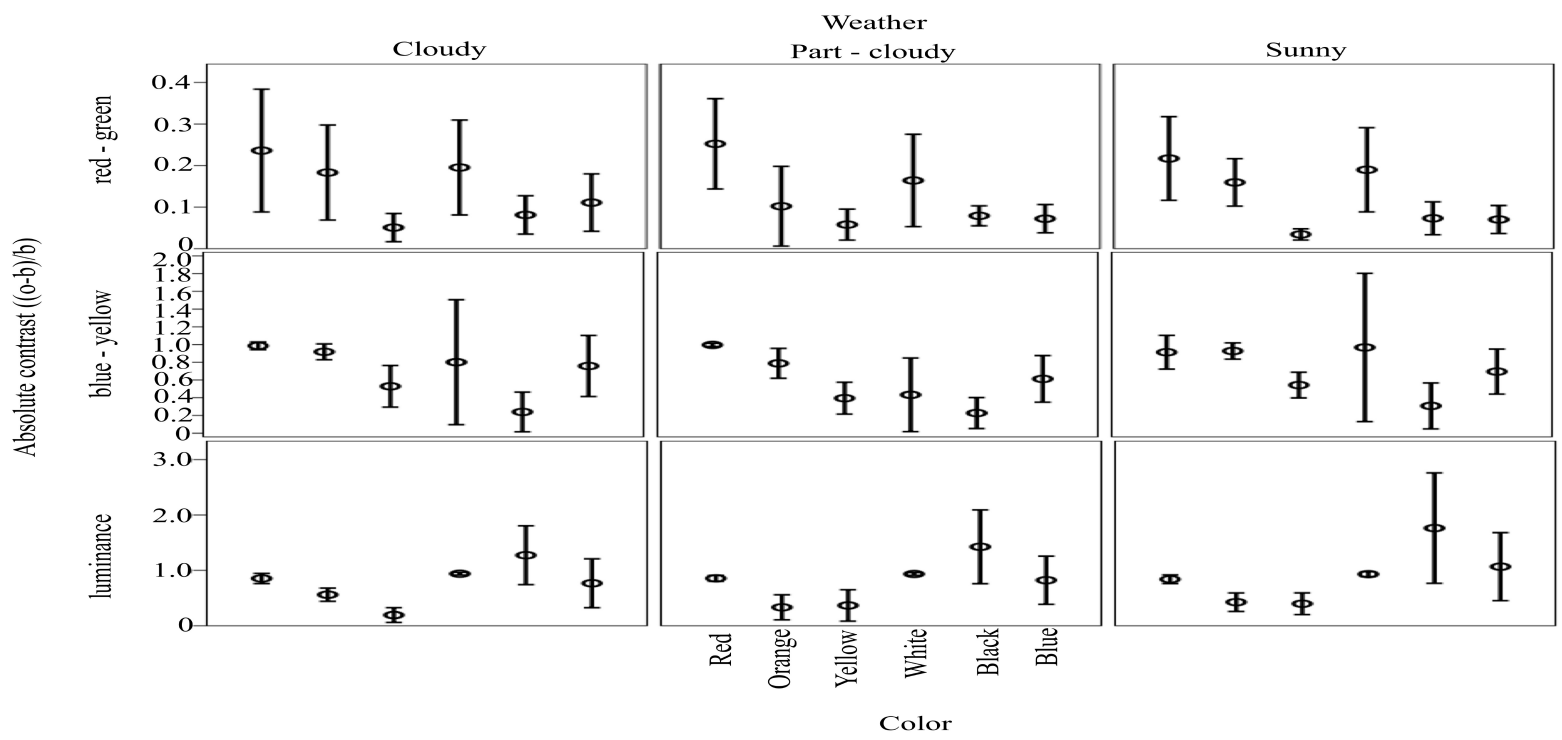 Weather
Cloudy
Part - cloudy
Sunny
Absolute contrast ((o-b)/b)
red - green
0.4
0.3
0.2
0.1
0
blue - yellow
2.0
1.8
1.6
1.4
1.2
1.0
0.8
0.6
0.4
0.2
0
luminance
3.0
2.0
1.0
0
Red
Orange
Yellow
White
Black
Blue
Color